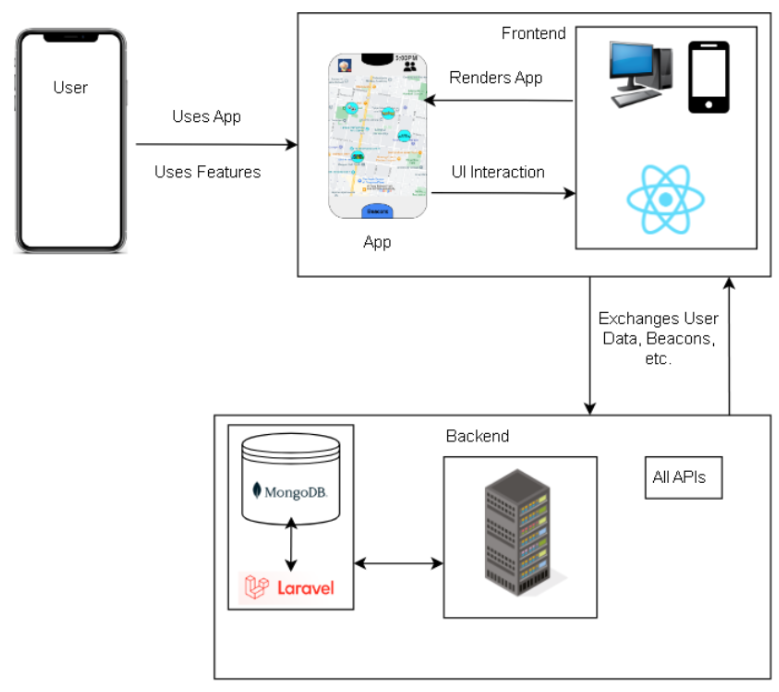 User
Uses App
Uses Features
Frontend
3:00PM
Renders App
UI Interaction
Beacons
App
Exchanges User
Data, Beacons,
etc.
Backend
MongoDB.
All APIs
Laravel